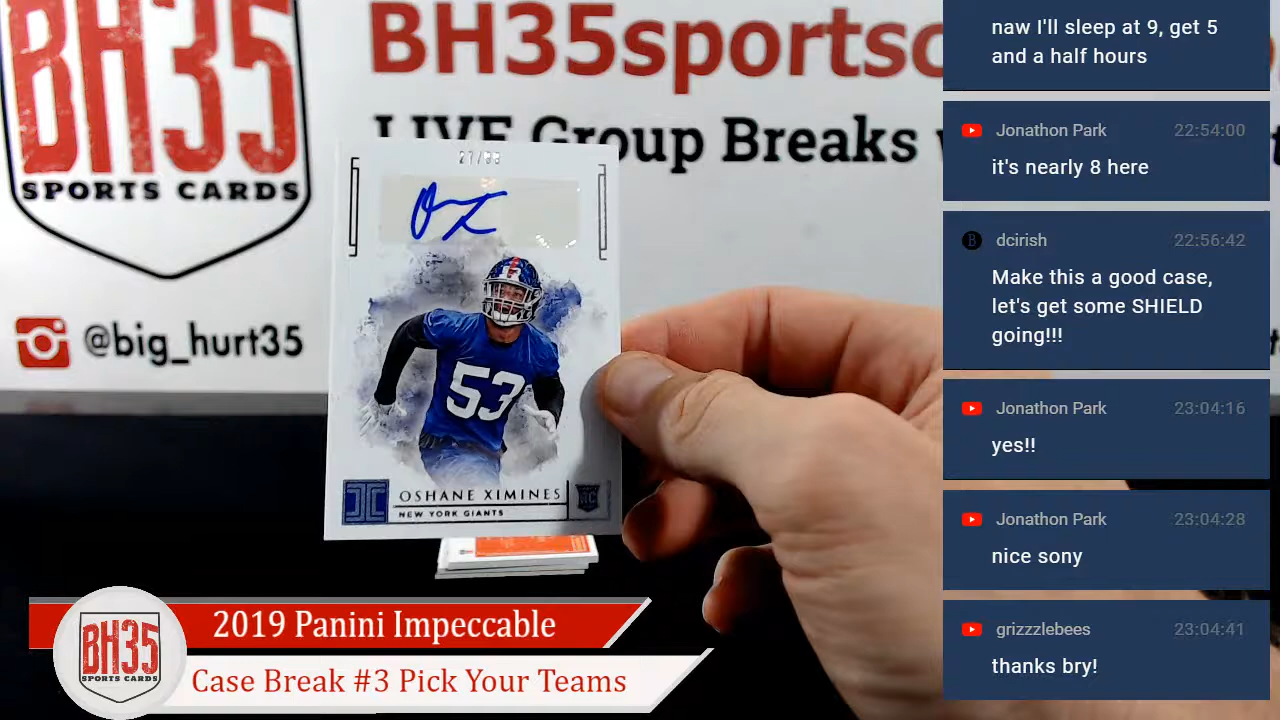 BH35
SPORTS CARDS
@big_hurt35
BH35sportsc
LIVE Group Breaks
53
OSHANE XIMINES
NEW YORK GIANTS
RC
2019 Panini Impeccable
Case Break #3 Pick Your Teams
BH35
SPORTS CARDS
naw I'll sleep at 9, get 5
and a half hours
Jonathon Park 22:54:00
it's nearly 8 here
dcirish 22:56:42
Make this a good case,
let's get some SHIELD
going!!!
Jonathon Park 23:04:16
yes!!
Jonathon Park 23:04:28
nice sony
grizzzlebees 23:04:41
thanks bry!